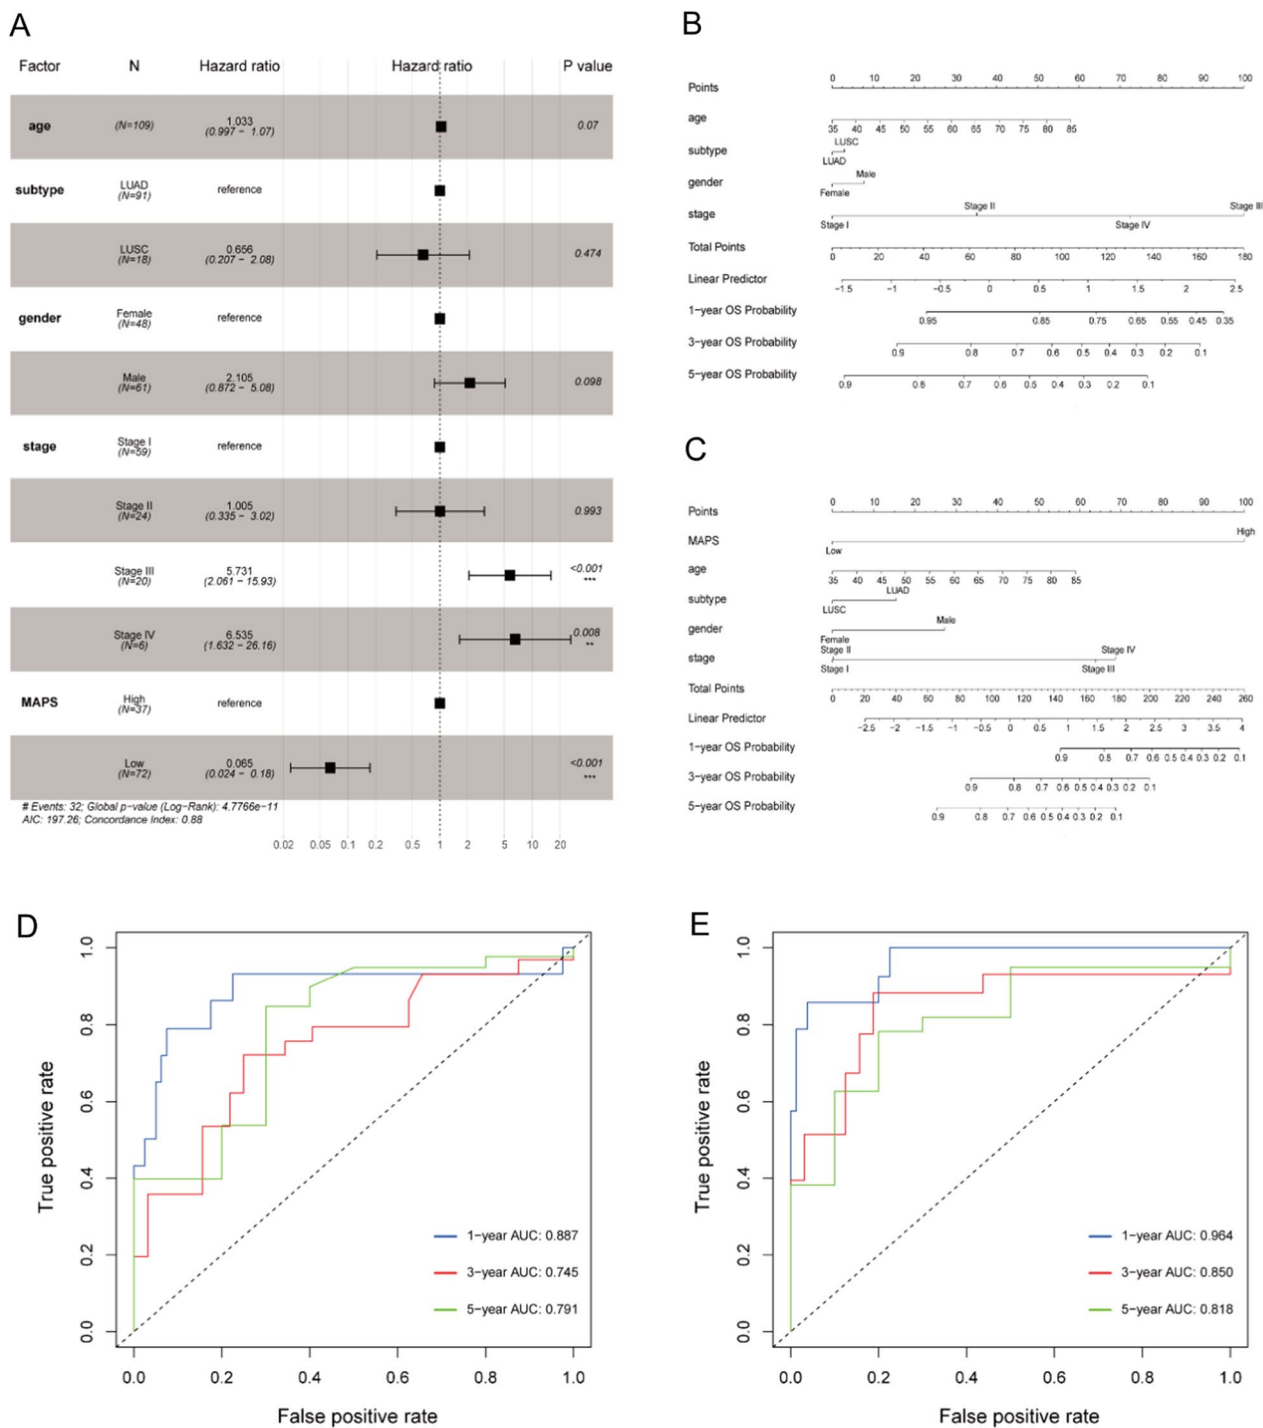 A
Factor N Hazard ratio Hazard ratio P value
age (N=109) 1.033 (0.997 − 1.07) 0.07
subtype LUAD (N=91) reference
LUSC (N=18) 0.656 (0.207 − 2.08) 0.474
gender Female (N=48) reference
Male (N=61) 2.105 (0.872 − 5.08) 0.098
stage Stage I (N=59) reference
Stage II (N=24) 1.005 (0.335 − 3.02) 0.993
Stage III (N=20) 5.731 (2.061 − 15.93) <0.001 ***
Stage IV (N=6) 6.535 (1.632 − 26.16) 0.008 **
MAPS High (N=37) reference
Low (N=72) 0.065 (0.024 − 0.18) <0.001 ***
# Events: 32; Global p−value (Log−Rank): 4.7766e−11
AIC: 197.26; Concordance Index: 0.88
0.02 0.05 0.1 0.2 0.5 1 2 5 10 20
B
Points 0 10 20 30 40 50 60 70 80 90 100
age 35 40 45 50 55 60 65 70 75 80 85
LUSC
subtype
LUAD
Male
gender
Female
Stage II Stage III
stage
Stage I Stage IV
Total Points 0 20 40 60 80 100 120 140 160 180
Linear Predictor −1.5 −1 −0.5 0 0.5 1 1.5 2 2.5
1−year OS Probability 0.95 0.85 0.75 0.65 0.55 0.45 0.35
3−year OS Probability 0.9 0.8 0.7 0.6 0.5 0.4 0.3 0.2 0.1
5−year OS Probability 0.9 0.8 0.7 0.6 0.5 0.4 0.3 0.2 0.1
C
Points 0 10 20 30 40 50 60 70 80 90 100
High
MAPS
Low
age 35 40 45 50 55 60 65 70 75 80 85
LUAD
subtype
LUSC
Male
gender
Female
Stage II Stage IV
stage
Stage I Stage III
Total Points 0 20 40 60 80 100 120 140 160 180 200 220 240 260
Linear Predictor −2.5 −2 −1.5 −1 −0.5 0 0.5 1 1.5 2 2.5 3 3.5 4
1−year OS Probability 0.9 0.8 0.7 0.6 0.5 0.4 0.3 0.2 0.1
3−year OS Probability 0.9 0.8 0.7 0.6 0.5 0.4 0.3 0.2 0.1
5−year OS Probability 0.9 0.8 0.7 0.6 0.5 0.4 0.3 0.2 0.1
D
True positive rate
1.0
0.8
0.6
0.4
0.2
0.0
1−year AUC: 0.887
3−year AUC: 0.745
5−year AUC: 0.791
0.0 0.2 0.4 0.6 0.8 1.0
False positive rate
E
True positive rate
1.0
0.8
0.6
0.4
0.2
0.0
1−year AUC: 0.964
3−year AUC: 0.850
5−year AUC: 0.818
0.0 0.2 0.4 0.6 0.8 1.0
False positive rate